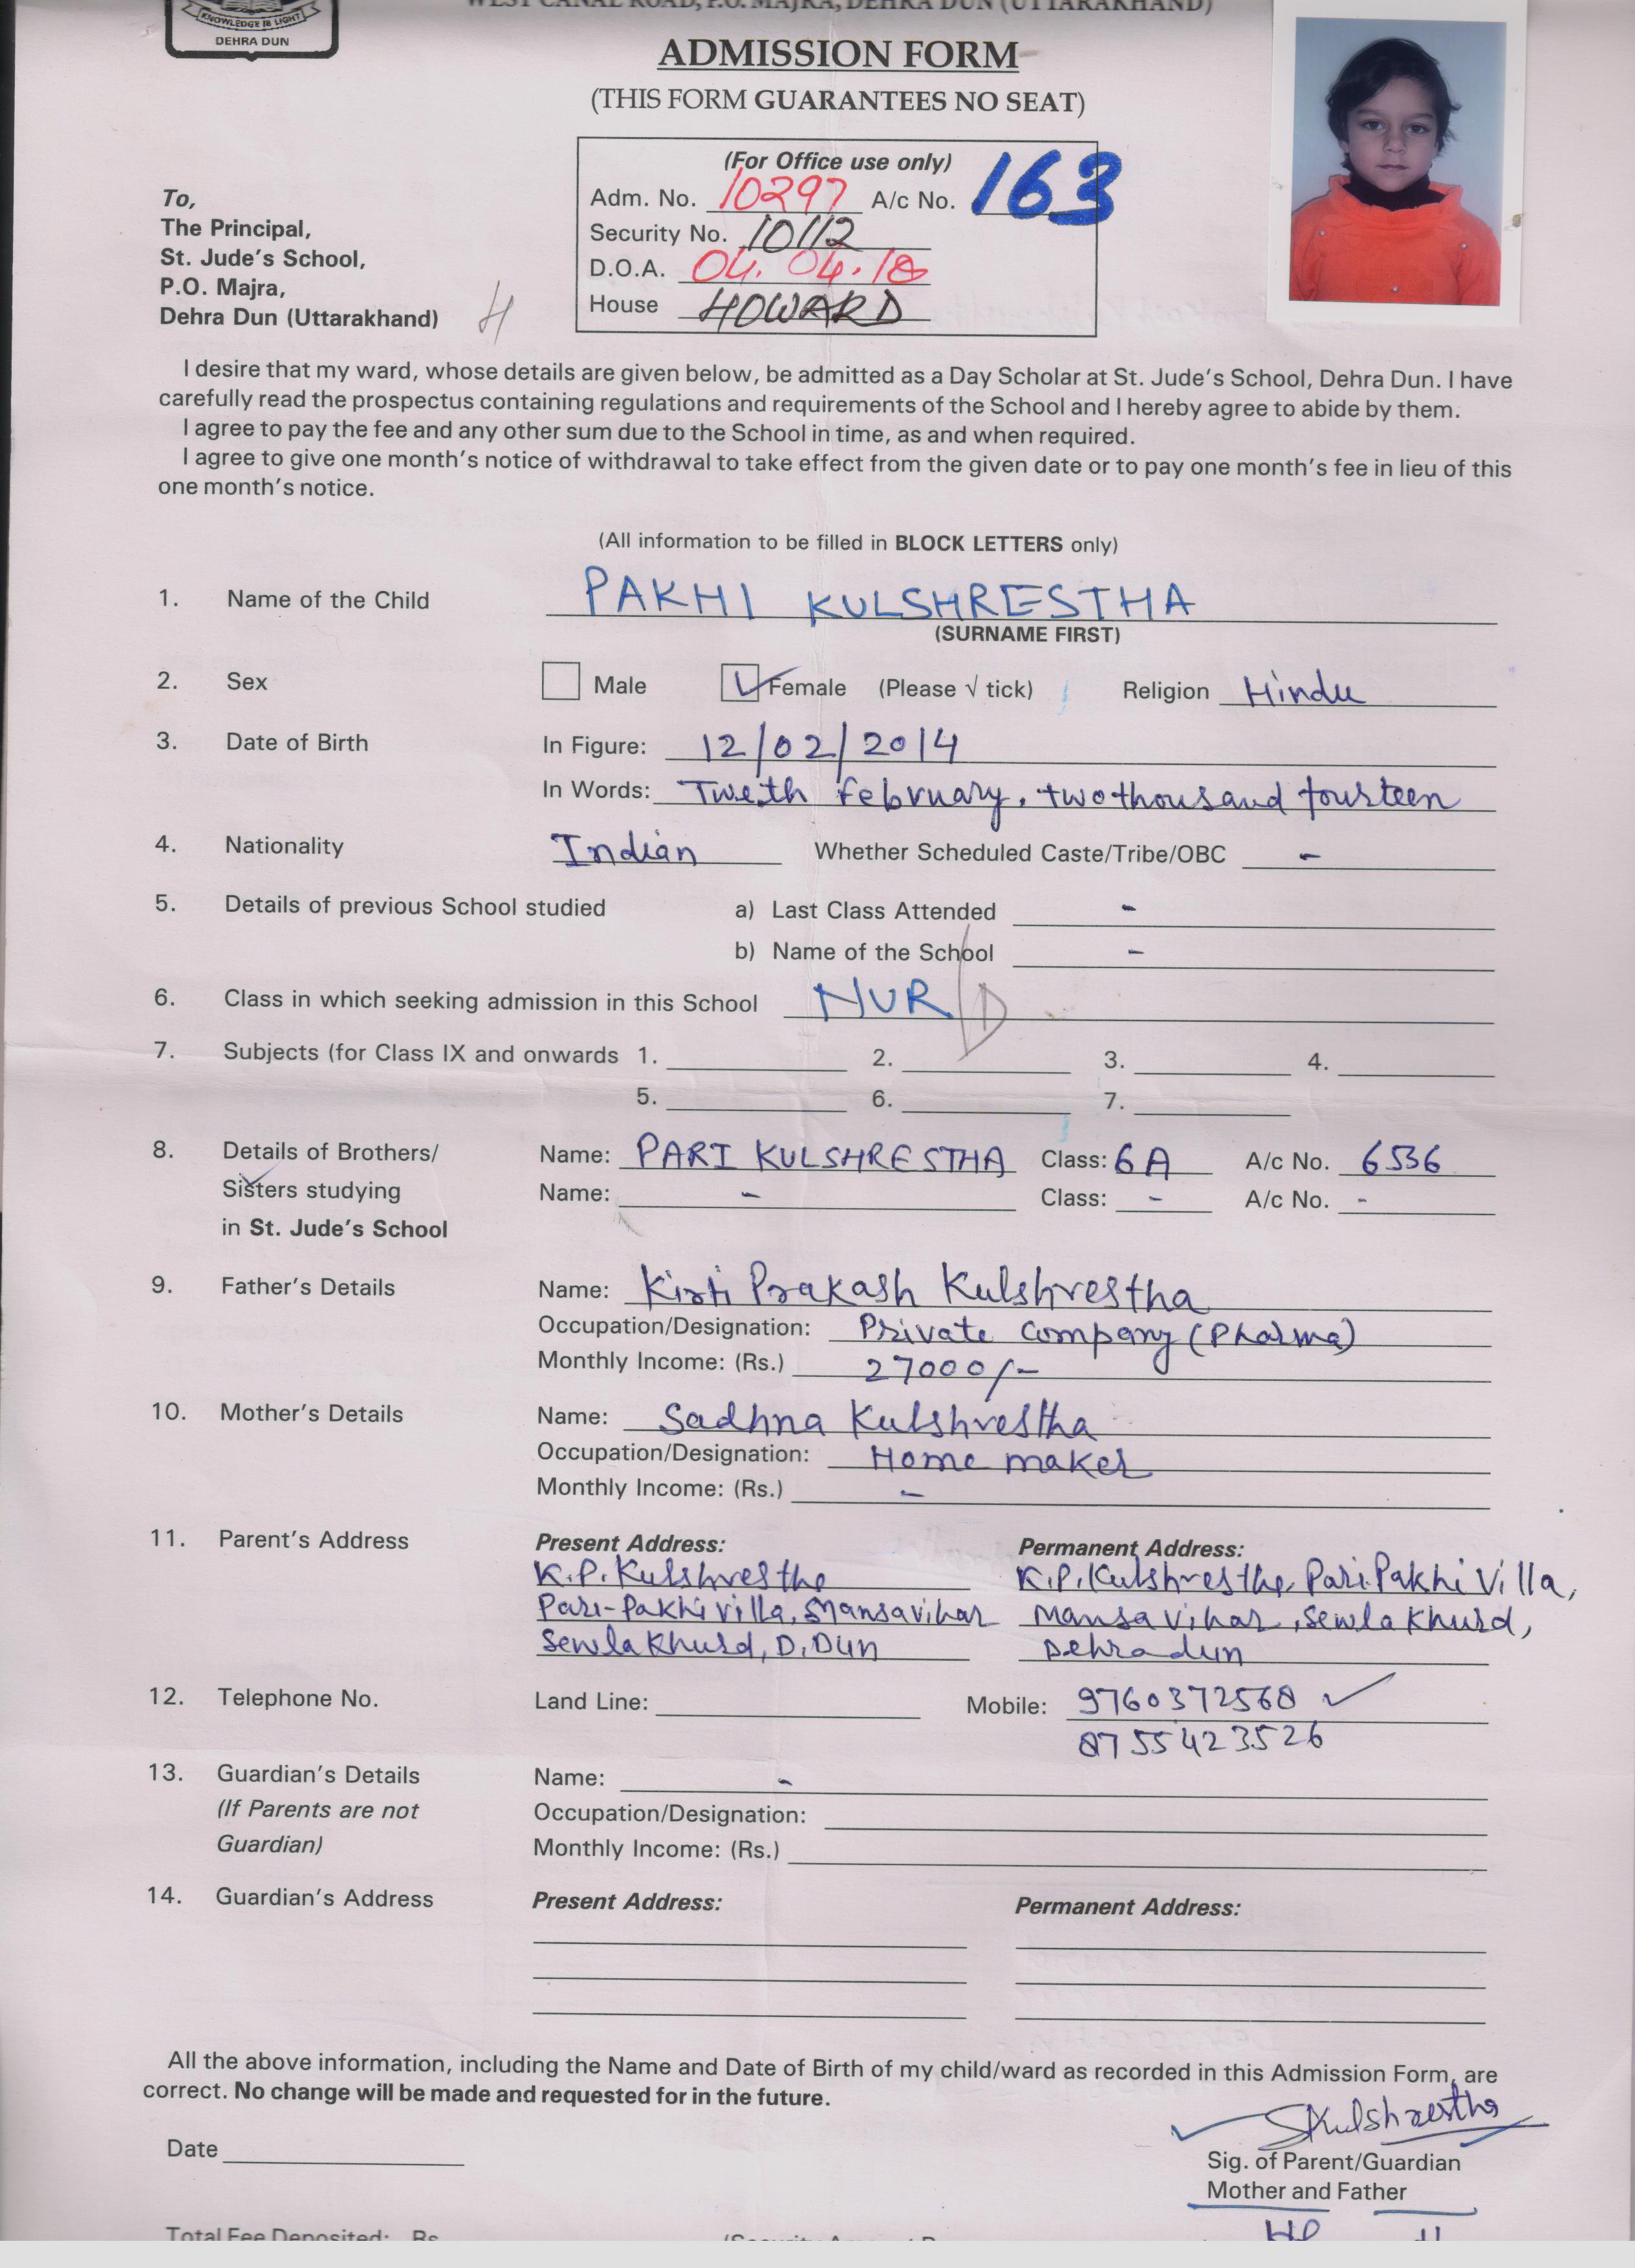 KNOWLEDGE IS LIGHT
DEHRA DUN
WEST CANAL ROAD, P.O. MAJRA, DEHRA DUN (UTTARAKHAND)
ADMISSION FORM
(THIS FORM GUARANTEES NO SEAT)
(For Office use only)
Adm. No. 10297 A/c No. 163
Security No. 10112
D.O.A. 04.04.18
House HOWARD
To,
The Principal,
St. Jude's School,
P.O. Majra,
Dehra Dun (Uttarakhand)
H
I desire that my ward, whose details are given below, be admitted as a Day Scholar at St. Jude's School, Dehra Dun. I have
carefully read the prospectus containing regulations and requirements of the School and I hereby agree to abide by them.
I agree to pay the fee and any other sum due to the School in time, as and when required.
I agree to give one month's notice of withdrawal to take effect from the given date or to pay one month's fee in lieu of this
one month's notice.
(All information to be filled in BLOCK LETTERS only)
1. Name of the Child PAKHI KULSHRESTHA
(SURNAME FIRST)
2. Sex Male Female (Please √ tick) Religion Hindu
3. Date of Birth In Figure: 12/02/2014
In Words: Tweth february, two thousand fourteen
4. Nationality Indian Whether Scheduled Caste/Tribe/OBC -
5. Details of previous School studied a) Last Class Attended -
b) Name of the School -
6. Class in which seeking admission in this School NUR/D
7. Subjects (for Class IX and onwards 1. 2. 3. 4.
5. 6. 7.
8. Details of Brothers/ Name: PARI KULSHRESTHA Class: 6A A/c No. 6536
Sisters studying Name: - Class: - A/c No. -
in St. Jude's School
9. Father's Details Name: Kirti Prakash Kulshrestha
Occupation/Designation: Private company (Pharma)
Monthly Income: (Rs.) 27000/-
10. Mother's Details Name: Sadhna Kulshrestha
Occupation/Designation: Home maker
Monthly Income: (Rs.) -
11. Parent's Address Present Address: Permanent Address:
K.P. Kulshrestha K.P. Kulshrestha, Pari Pakhi Villa,
Pari-Pakhi villa, Mansavihar Mansa vihar, Sewla Khurd,
Sewla Khurd, D.Dun Dehradun
12. Telephone No. Land Line: Mobile: 9760372568 ✓
8755423526
13. Guardian's Details Name: -
(If Parents are not Occupation/Designation:
Guardian) Monthly Income: (Rs.)
14. Guardian's Address Present Address: Permanent Address:
All the above information, including the Name and Date of Birth of my child/ward as recorded in this Admission Form, are
correct. No change will be made and requested for in the future.
SKulshrestha
Date
Sig. of Parent/Guardian
Mother and Father
Total Fee Deposited: Rs.